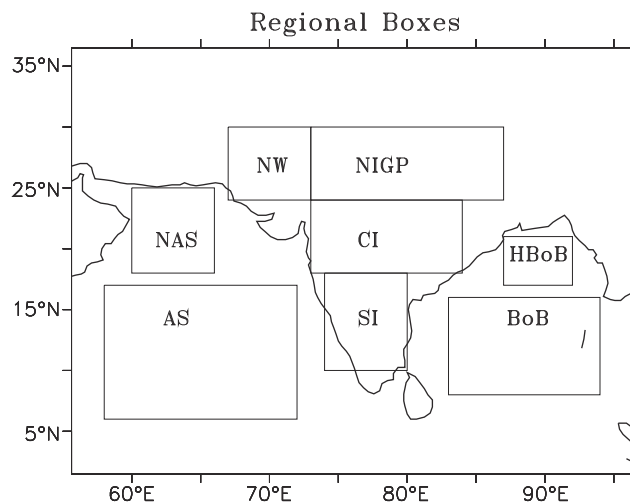 Regional Boxes
35°N
25°N
15°N
5°N
NW
NIGP
NAS
CI
HBoB
AS
SI
BoB
60°E
70°E
80°E
90°E